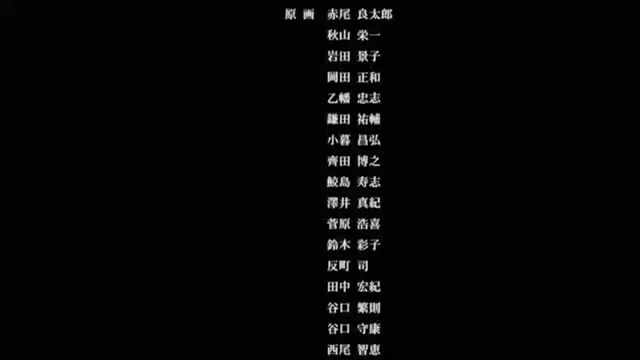 原画 赤尾 良太郎
秋山 栄一
岩田 景子
岡田 正和
乙幡 忠志
鎌田 祐輔
小暮 昌弘
齊田 博之
鮫島 寿志
澤井 真紀
菅原 浩喜
鈴木 彩子
反町 司
田中 宏紀
谷口 繁則
谷口 守康
西尾 智恵